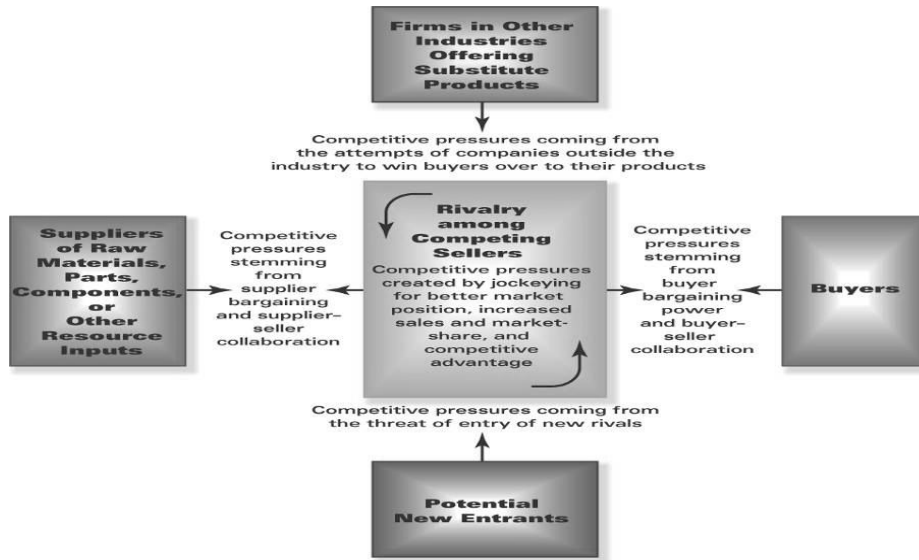 Firms in Other
Industries
Offering
Substitute
Products
Competitive pressures coming from
the attempts of companies outside the
industry to win buyers over to their products
Suppliers
of Raw
Materials,
Parts,
Components,
or
Other
Resource
Inputs
Competitive
pressures
stemming
from
supplier
bargaining
and supplier–
seller
collaboration
Rivalry
among
Competing
Sellers
Competitive pressures
created by jockeying
for better market
position, increased
sales and market-
share, and
competitive
advantage
Competitive
pressures
stemming
from
buyer
bargaining
power
and buyer–
seller
collaboration
Buyers
Competitive pressures coming from
the threat of entry of new rivals
Potential
New Entrants